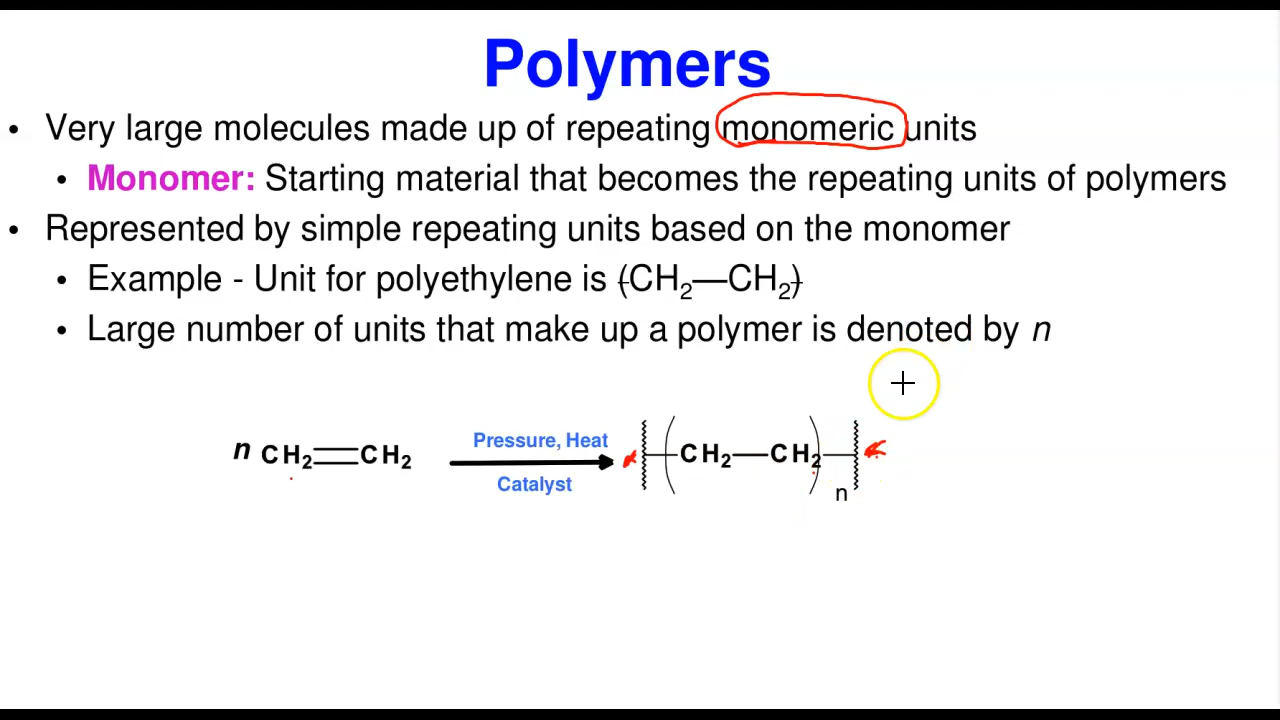 Polymers
• Very large molecules made up of repeating monomeric units
• Monomer: Starting material that becomes the repeating units of polymers
• Represented by simple repeating units based on the monomer
• Example - Unit for polyethylene is (CH₂—CH₂)
• Large number of units that make up a polymer is denoted by n
Pressure, Heat
n CH₂═CH₂ (CH₂—CH₂)
Catalyst
n